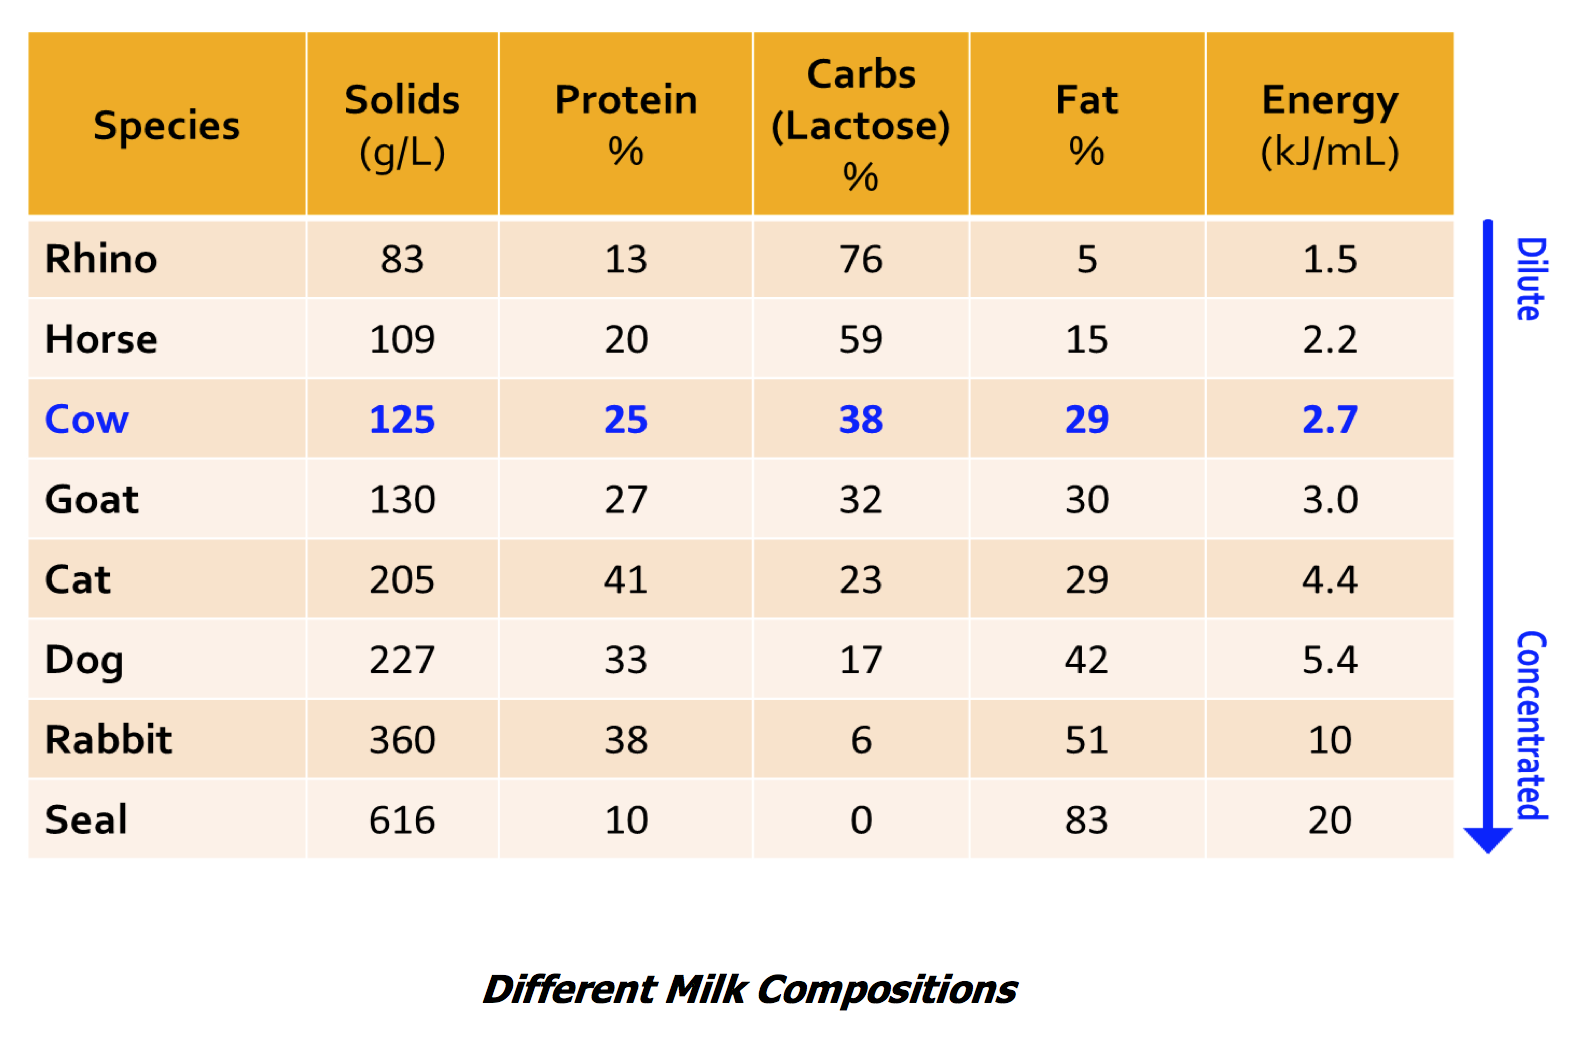 Species Solids (g/L) Protein % Carbs (Lactose) % Fat % Energy (kJ/mL)
Rhino 83 13 76 5 1.5
Horse 109 20 59 15 2.2
Cow 125 25 38 29 2.7
Goat 130 27 32 30 3.0
Cat 205 41 23 29 4.4
Dog 227 33 17 42 5.4
Rabbit 360 38 6 51 10
Seal 616 10 0 83 20
Dilute
Concentrated
Different Milk Compositions